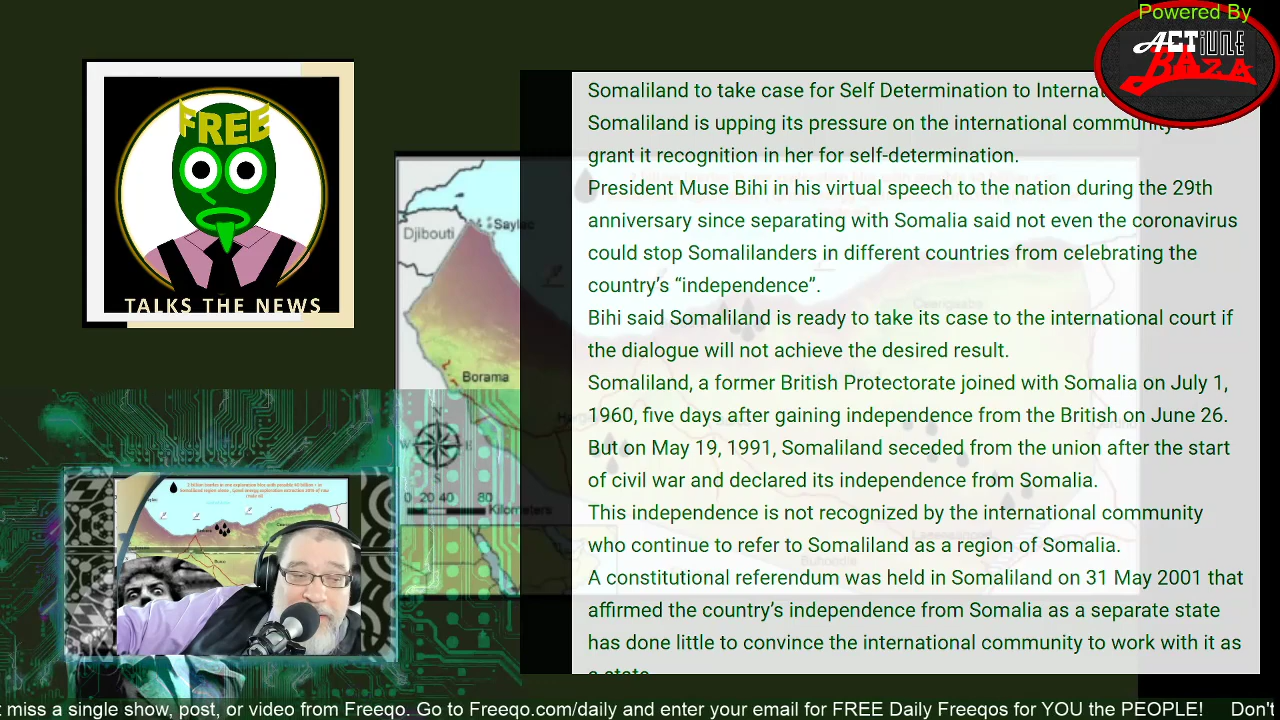 Powered By
ACTiUNE
BAZA
FREE
TALKS THE NEWS
Somaliland to take case for Self Determination to
Somaliland is upping its pressure on the international community to
grant it recognition in her for self-determination.
President Muse Bihi in his virtual speech to the nation during the 29th
anniversary since separating with Somalia said not even the coronavirus
could stop Somalilanders in different countries from celebrating the
country's “independence”.
Bihi said Somaliland is ready to take its case to the international court if
the dialogue will not achieve the desired result.
Somaliland, a former British Protectorate joined with Somalia on July 1,
1960, five days after gaining independence from the British on June 26.
But on May 19, 1991, Somaliland seceded from the union after the start
of civil war and declared its independence from Somalia.
This independence is not recognized by the international community
who continue to refer to Somaliland as a region of Somalia.
A constitutional referendum was held in Somaliland on 31 May 2001 that
affirmed the country's independence from Somalia as a separate state
has done little to convince the international community to work with it as
a state
Djibouti
Saylac
Borama
N
W E
0 20 40 80
Kilometers
t miss a single show, post, or video from Freeqo. Go to Freeqo.com/daily and enter your email for FREE Daily Freeqos for YOU the PEOPLE! Don't